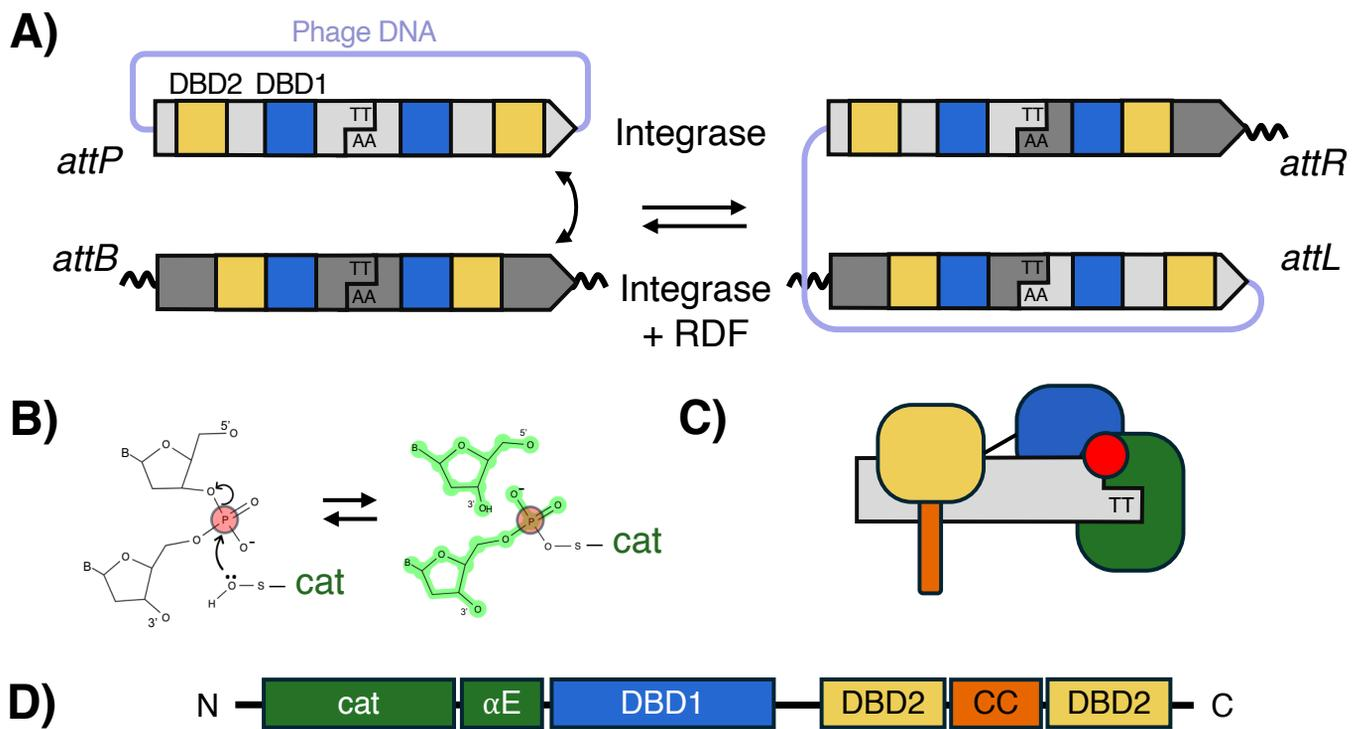 A)
Phage DNA
DBD2 DBD1
TT
AA
attP
Integrase
TT
AA
attR
attB
TT
AA
Integrase
+ RDF
TT
AA
attL
B)
5'
O
B
O
O
O
P
O
O-
B
O
H
O
S
cat
3'
O
5'
O
B
O
3'
OH
O-
O
P
O
O
S
cat
B
O
3'
O
C)
TT
D)
N
cat
αE
DBD1
DBD2
CC
DBD2
C